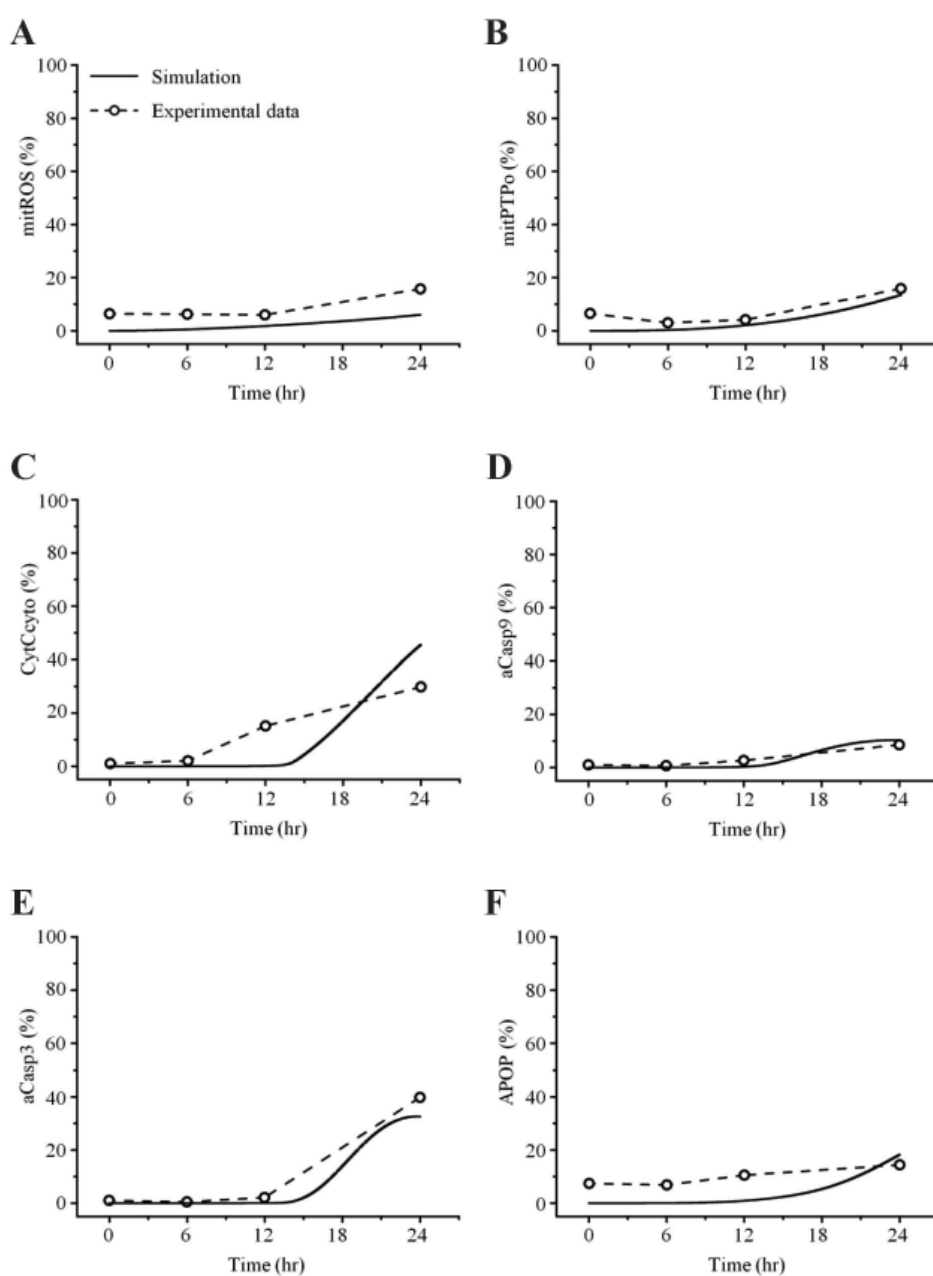 A
B
100
80
60
40
20
0
mitROS (%)
Simulation
Experimental data
0 6 12 18 24
Time (hr)
100
80
60
40
20
0
mitPTPo (%)
0 6 12 18 24
Time (hr)
C
D
100
80
60
40
20
0
CytCcyto (%)
0 6 12 18 24
Time (hr)
100
80
60
40
20
0
aCasp9 (%)
0 6 12 18 24
Time (hr)
E
F
100
80
60
40
20
0
aCasp3 (%)
0 6 12 18 24
Time (hr)
100
80
60
40
20
0
APOP (%)
0 6 12 18 24
Time (hr)